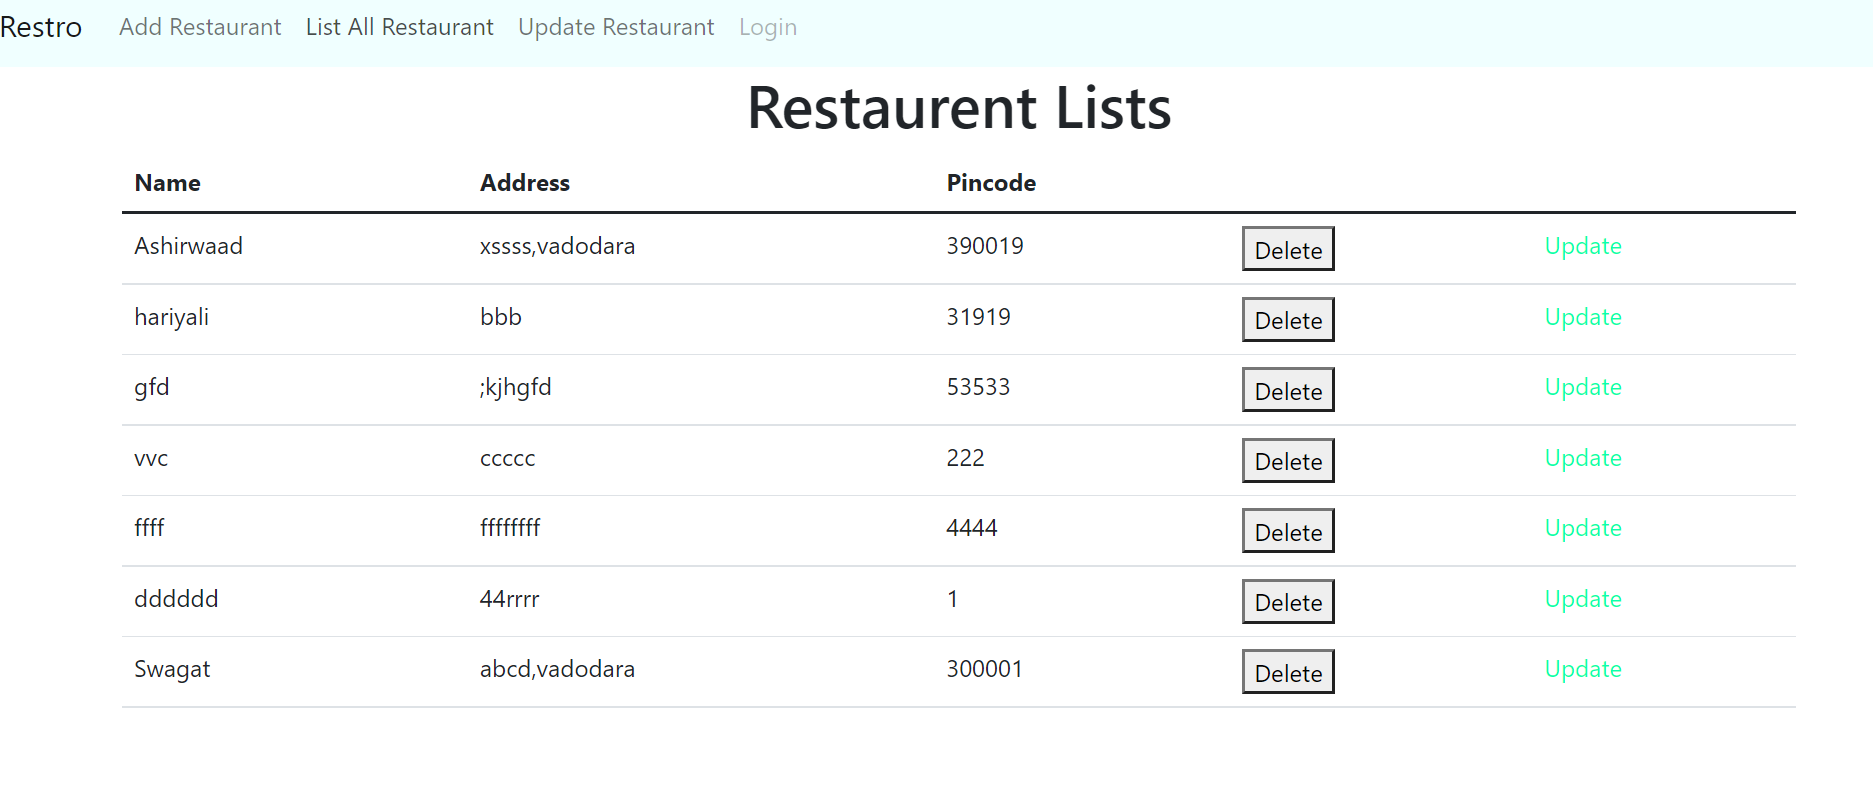 Restro Add Restaurant List All Restaurant Update Restaurant Login
Restaurent Lists
Name Address Pincode
Ashirwaad xssss,vadodara 390019 Delete Update
hariyali bbb 31919 Delete Update
gfd ;kjhgfd 53533 Delete Update
vvc ccccc 222 Delete Update
ffff ffffffff 4444 Delete Update
dddddd 44rrrr 1 Delete Update
Swagat abcd,vadodara 300001 Delete Update